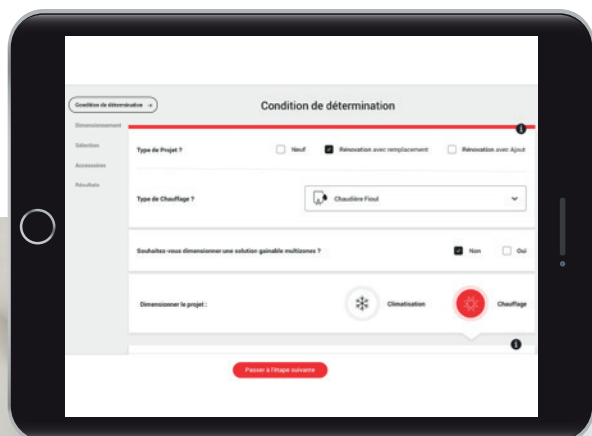 Condition de détermination →
Condition de détermination
Dimensionnement
Sélection
Accessoires
Résultats
Type de Projet ?
Neuf
Rénovation avec remplacement
Rénovation avec Ajout
Type de Chauffage ?
Chaudière Fioul
Souhaitez-vous dimensionner une solution gainable multizones ?
Non
Oui
Dimensionner le projet :
Climatisation
Chauffage
Passer à l'étape suivante